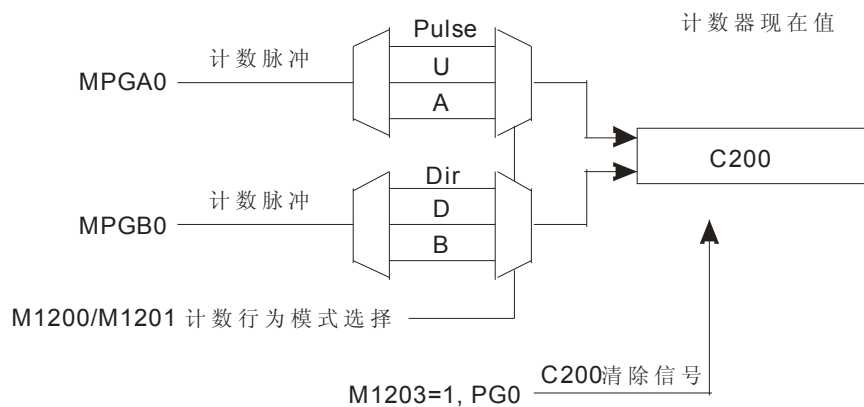 计数器现在值
Pulse
计数脉冲
U
MPGA0
A
C200
Dir
计数脉冲
D
MPGB0
B
M1200/M1201 计数行为模式选择
C200清除信号
M1203=1, PG0